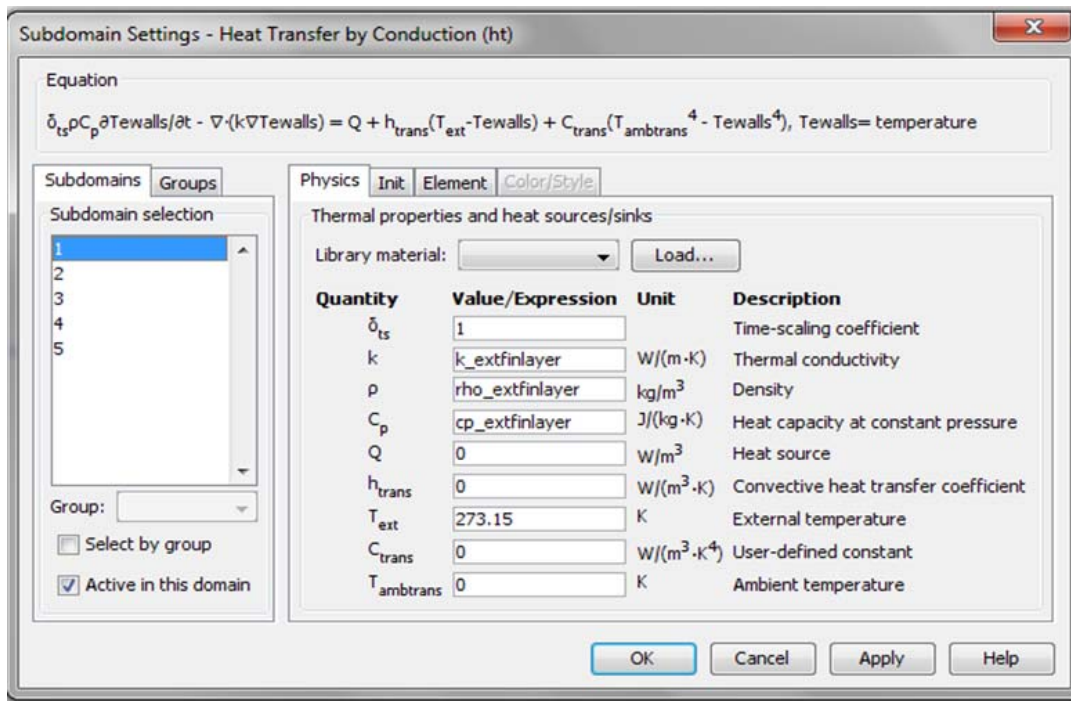 Subdomain Settings - Heat Transfer by Conduction (ht)
Equation
δtsρCp∂Tewalls/∂t - ∇·(k∇Tewalls) = Q + htrans(Text-Tewalls) + Ctrans(Tambtrans4 - Tewalls4), Tewalls= temperature
Subdomains Groups
Subdomain selection
1
2
3
4
5
Group:
Select by group
Active in this domain
Physics Init Element Color/Style
Thermal properties and heat sources/sinks
Library material: Load...
Quantity Value/Expression Unit Description
δts 1 Time-scaling coefficient
k k_extfinlayer W/(m·K) Thermal conductivity
ρ rho_extfinlayer kg/m3 Density
Cp cp_extfinlayer J/(kg·K) Heat capacity at constant pressure
Q 0 W/m3 Heat source
htrans 0 W/(m3·K) Convective heat transfer coefficient
Text 273.15 K External temperature
Ctrans 0 W/(m3·K4) User-defined constant
Tambtrans 0 K Ambient temperature
OK Cancel Apply Help